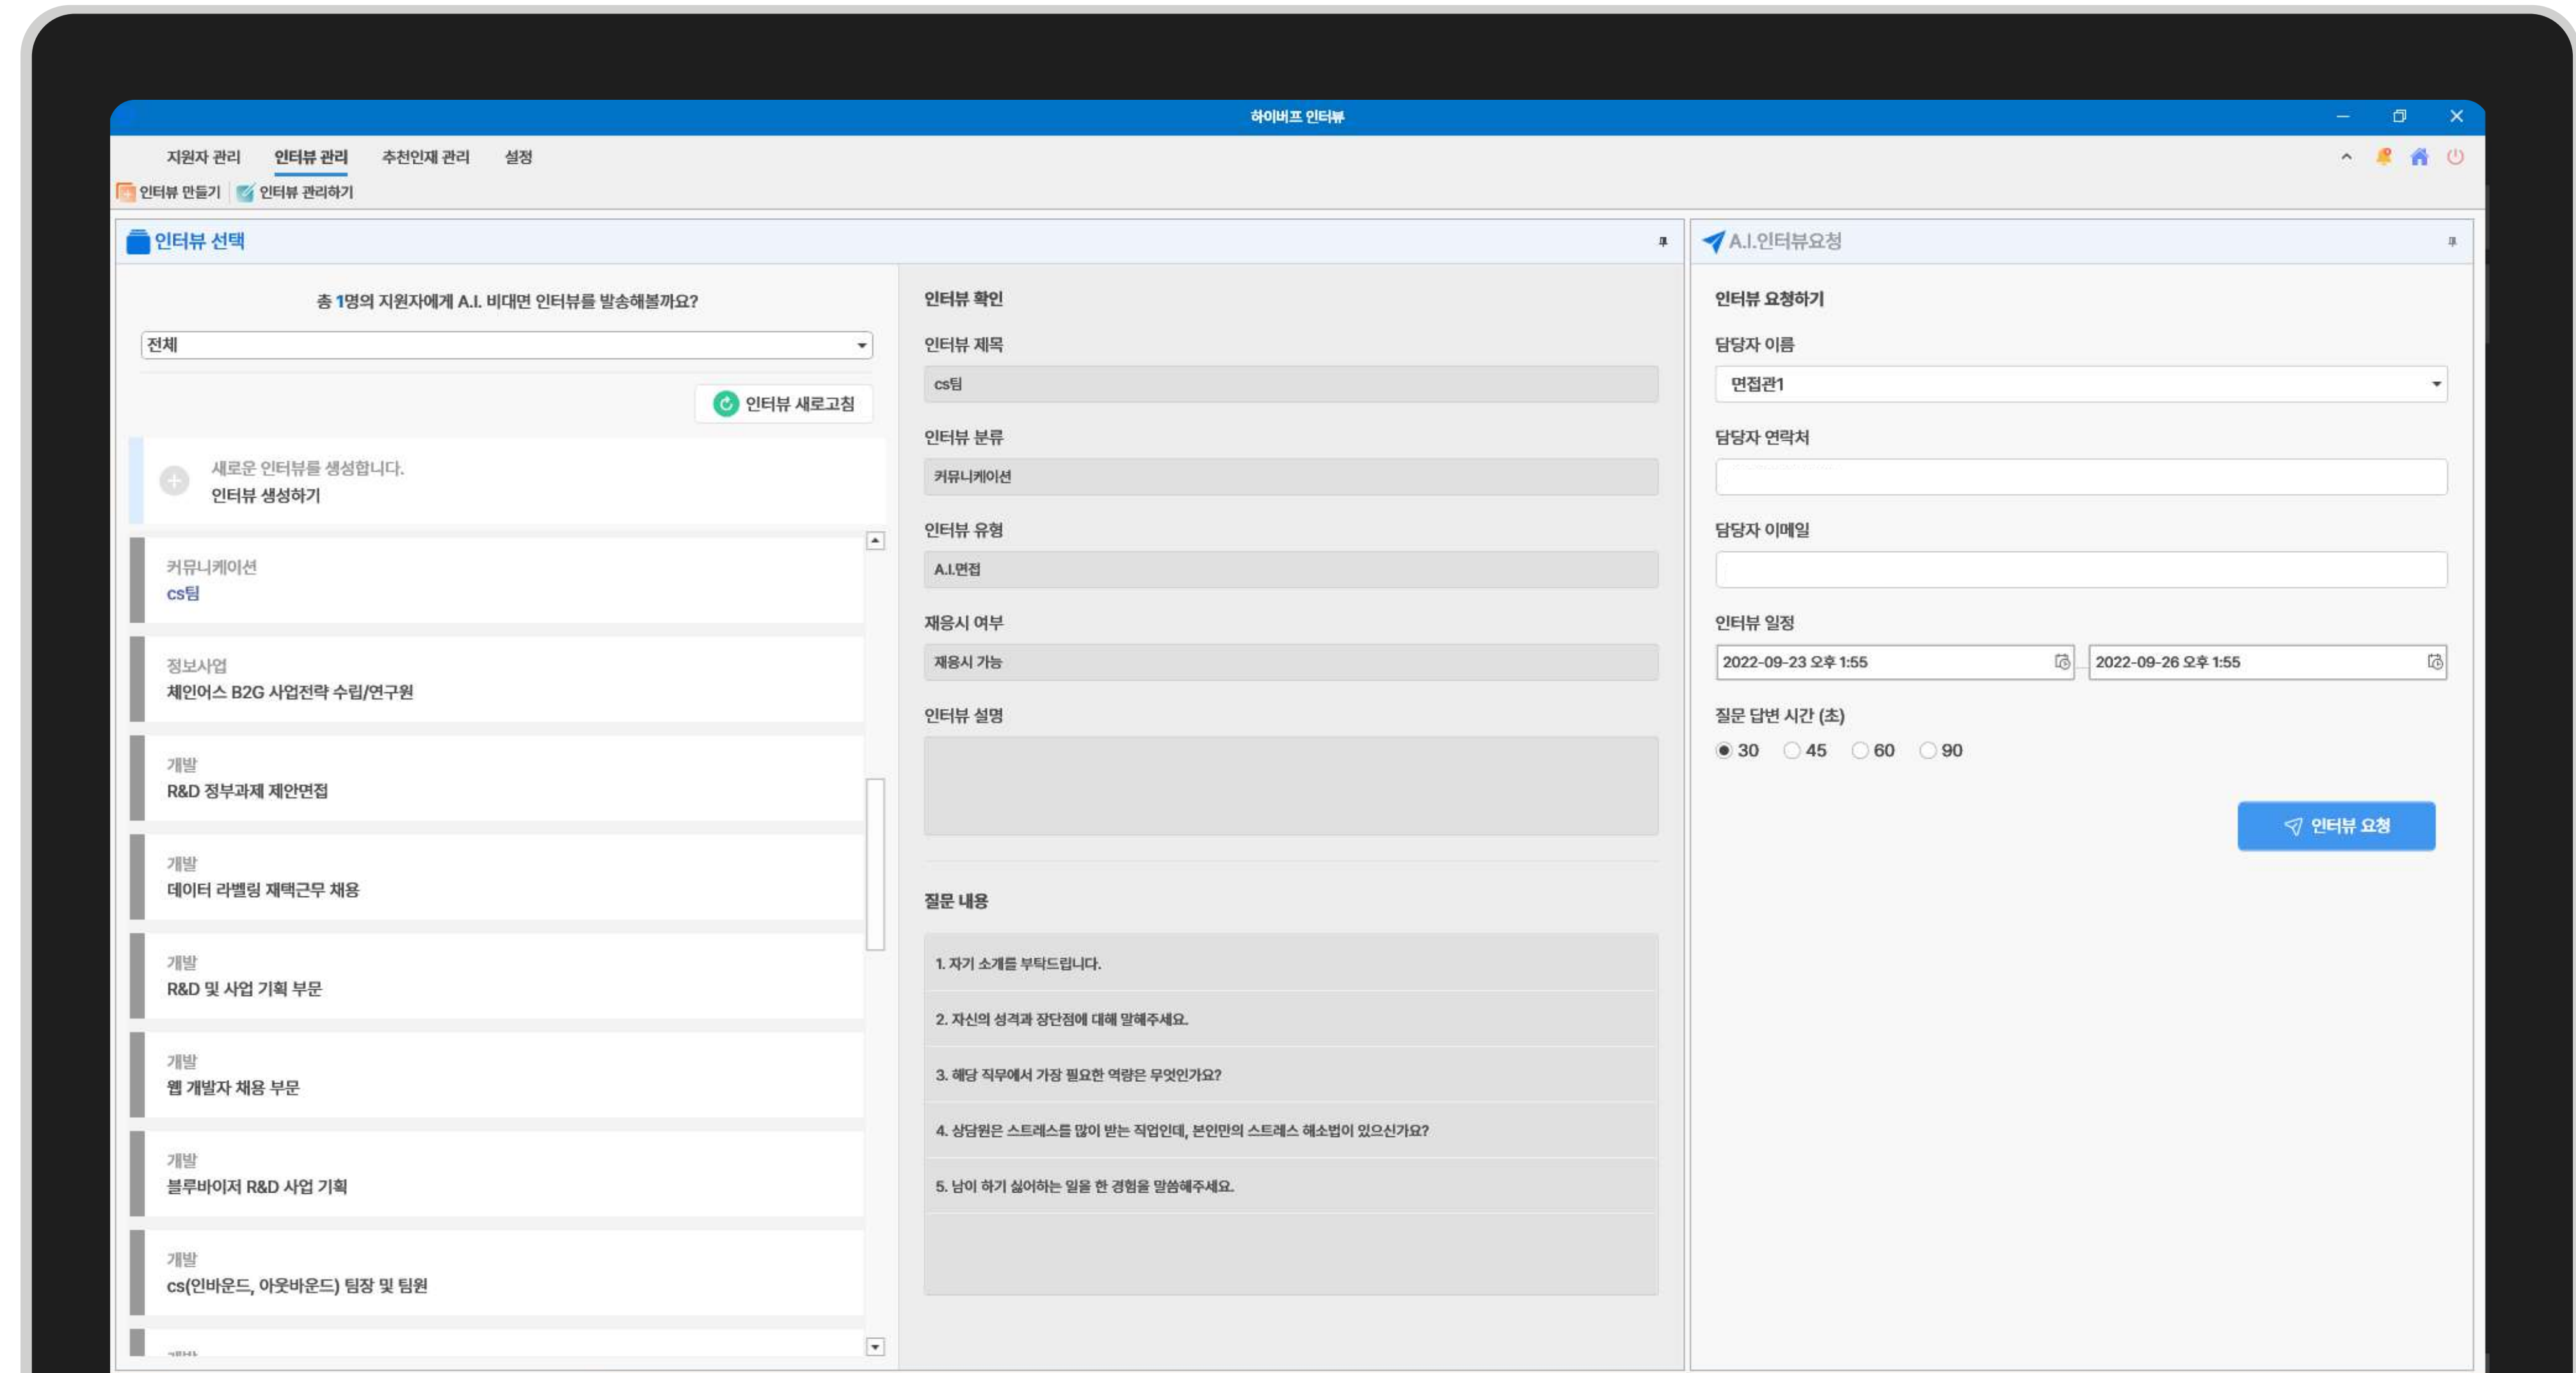 하이버프 인터뷰
지원자 관리 인터뷰 관리 추천인재 관리 설정
인터뷰 만들기 인터뷰 관리하기
인터뷰 선택
총 1명의 지원자에게 A.I. 비대면 인터뷰를 발송해볼까요?
전체
인터뷰 새로고침
새로운 인터뷰를 생성합니다.
인터뷰 생성하기
커뮤니케이션
cs팀
정보사업
체인어스 B2G 사업전략 수립/연구원
개발
R&D 정부과제 제안면접
개발
데이터 라벨링 재택근무 채용
개발
R&D 및 사업 기획 부문
개발
웹 개발자 채용 부문
개발
블루바이저 R&D 사업 기획
개발
cs(인바운드, 아웃바운드) 팀장 및 팀원
인터뷰 확인
인터뷰 제목
cs팀
인터뷰 분류
커뮤니케이션
인터뷰 유형
A.I.면접
재응시 여부
재응시 가능
인터뷰 설명
질문 내용
1. 자기 소개를 부탁드립니다.
2. 자신의 성격과 장단점에 대해 말해주세요.
3. 해당 직무에서 가장 필요한 역량은 무엇인가요?
4. 상담원은 스트레스를 많이 받는 직업인데, 본인만의 스트레스 해소법이 있으신가요?
5. 남이 하기 싫어하는 일을 한 경험을 말씀해주세요.
A.I.인터뷰요청
인터뷰 요청하기
담당자 이름
면접관1
담당자 연락처
담당자 이메일
인터뷰 일정
2022-09-23 오후 1:55 2022-09-26 오후 1:55
질문 답변 시간 (초)
30 45 60 90
인터뷰 요청